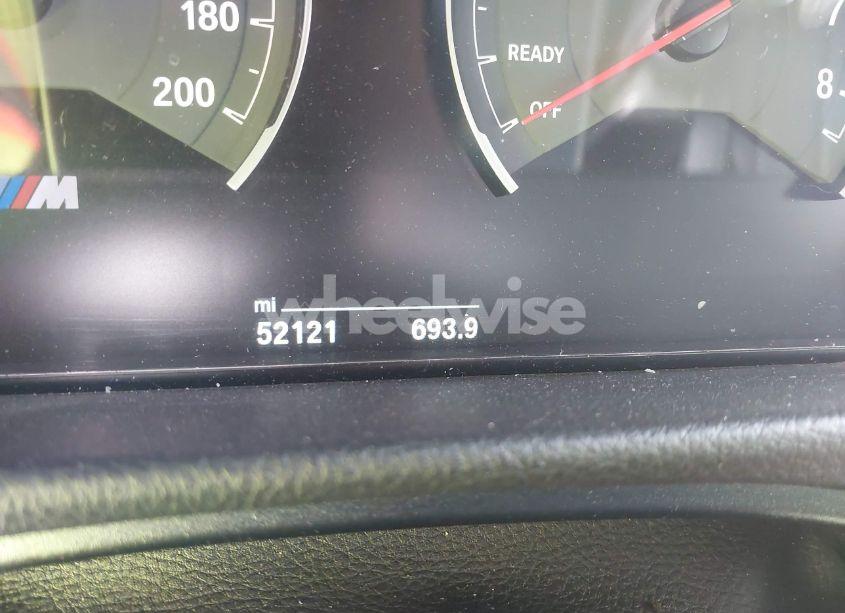 180
200
READY
OFF
8
M
mi
52121 693.9
wheelwise